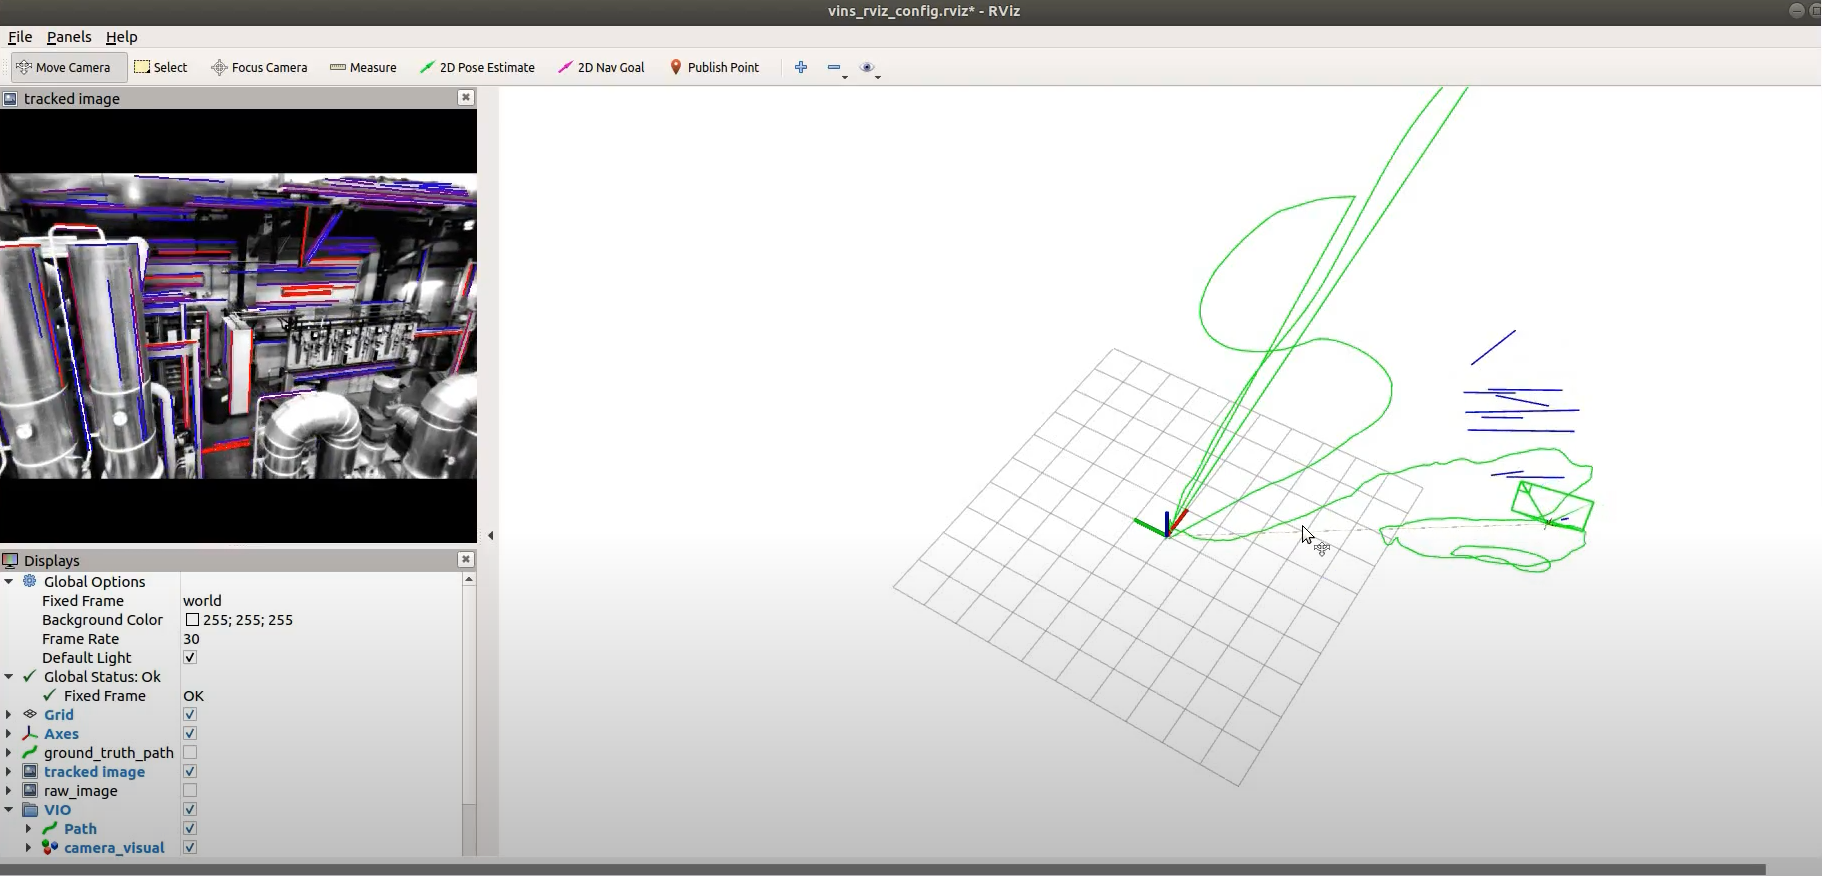 vins_rviz_config.rviz* - RViz
File Panels Help
Move Camera Select Focus Camera Measure 2D Pose Estimate 2D Nav Goal Publish Point
tracked image
Displays
Global Options
Fixed Frame world
Background Color 255; 255; 255
Frame Rate 30
Default Light
Global Status: Ok
Fixed Frame OK
Grid
Axes
ground_truth_path
tracked image
raw_image
VIO
Path
camera_visual